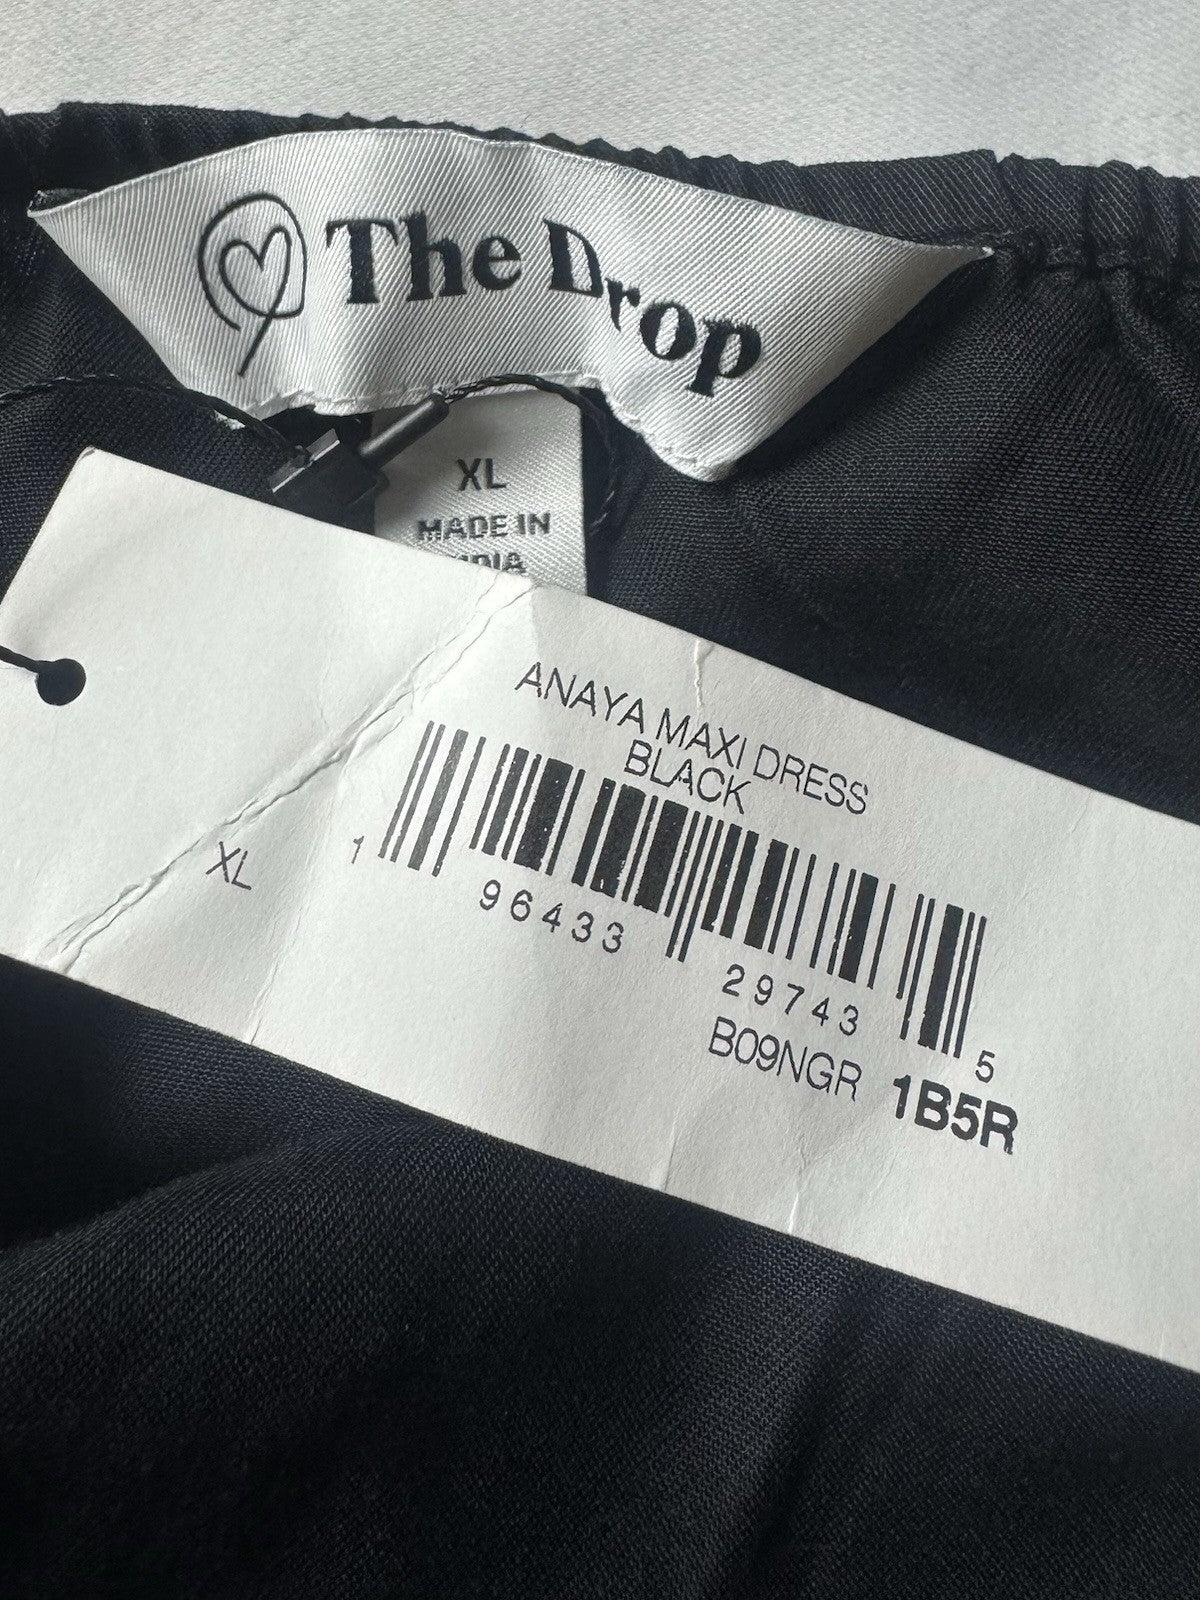 The Drop
XL
MADE IN
ANAYA MAXI DRESS
BLACK
XL
1 96433 29743 5
B09NGR 1B5R